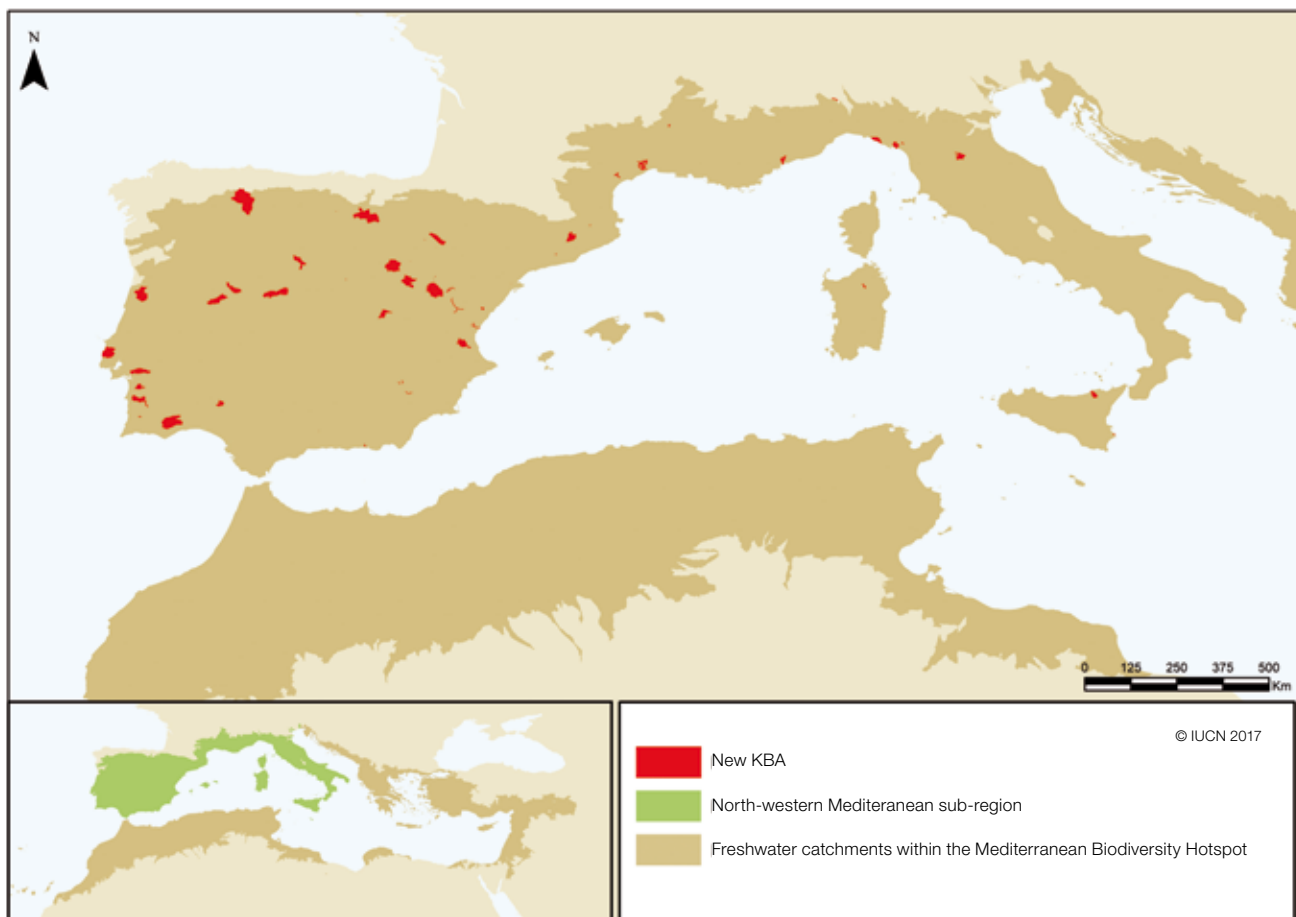 N
0 125 250 375 500
Km
© IUCN 2017
New KBA
North-western Mediteranean sub-region
Freshwater catchments within the Mediterranean Biodiversity Hotspot